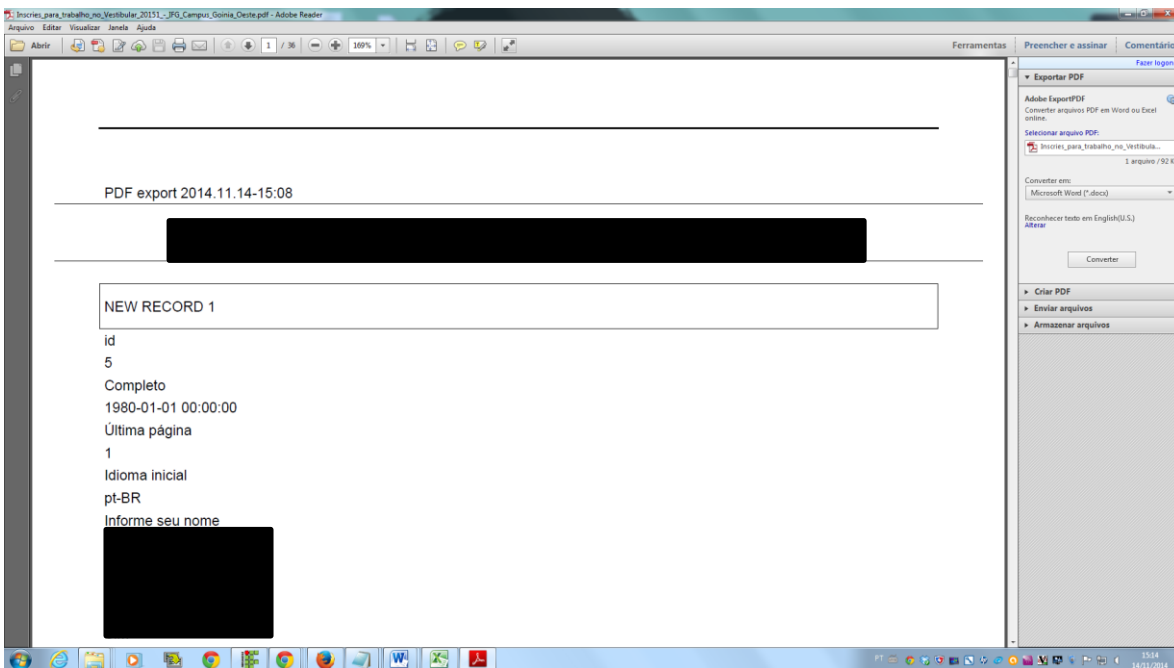 Inscries_para_trabalho_no_Vestibular_20151_-_IFG_Campus_Goinia_Oeste.pdf - Adobe Reader
Arquivo Editar Visualizar Janela Ajuda
Abrir 1 / 36 169% Ferramentas Preencher e assinar Comentário
Fazer logon
Exportar PDF
Adobe ExportPDF
Converter arquivos PDF em Word ou Excel
online.
Selecionar arquivo PDF:
Inscries_para_trabalho_no_Vestibula...
1 arquivo / 92 K
Converter em:
Microsoft Word (*.docx)
Reconhecer texto em English(U.S.)
Alterar
Converter
Criar PDF
Enviar arquivos
Armazenar arquivos
PDF export 2014.11.14-15:08
NEW RECORD 1
id
5
Completo
1980-01-01 00:00:00
Última página
1
Idioma inicial
pt-BR
Informe seu nome
PT
15:14
14/11/2014